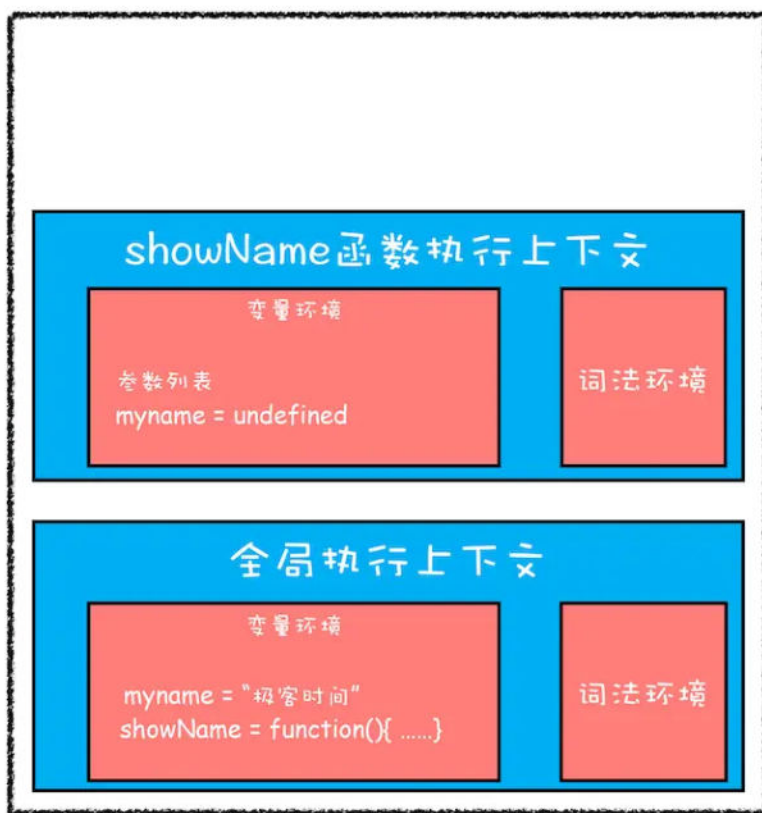 showName函数执行上下文
变量环境
参数列表
myname = undefined
词法环境
全局执行上下文
变量环境
myname = “极客时间”
showName = function(){ ......}
词法环境